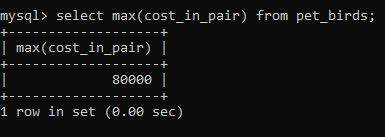 mysql> select max(cost_in_pair) from pet_birds;
+-------------------+
| max(cost_in_pair) |
+-------------------+
|             80000 |
+-------------------+
1 row in set (0.00 sec)